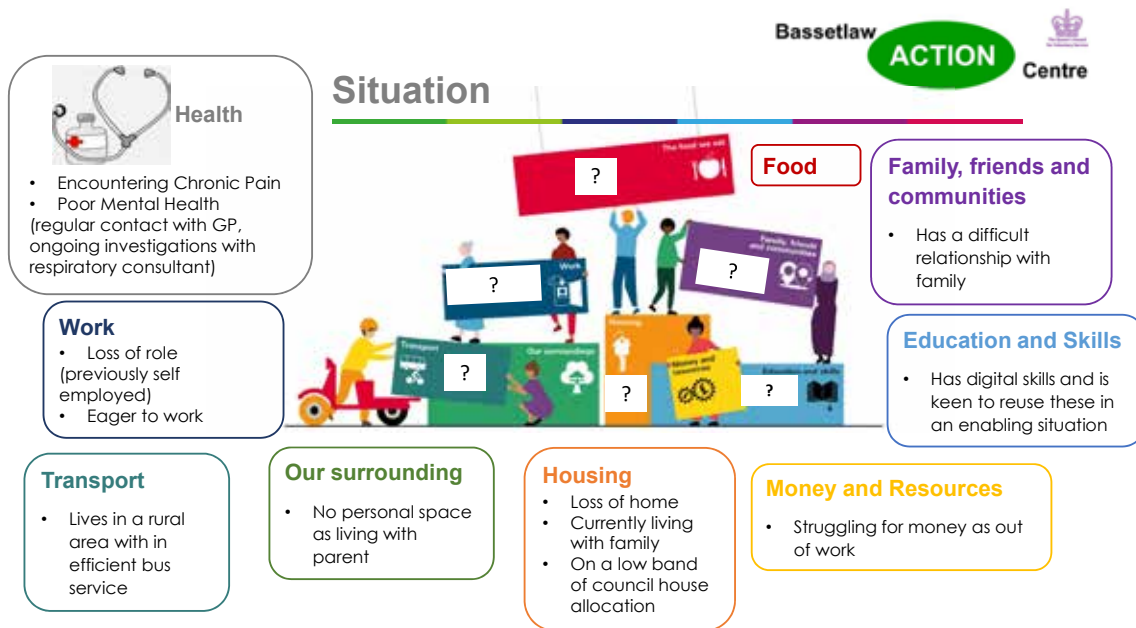 Bassetlaw
ACTION
Centre
Situation
Health
• Encountering Chronic Pain
• Poor Mental Health
(regular contact with GP,
ongoing investigations with
respiratory consultant)
The food we eat
?
Food
Family, friends and
communities
• Has a difficult
relationship with
family
Family, friends
and communities
?
Work
?
Work
• Loss of role
(previously self
employed)
• Eager to work
Transport
?
Our surroundings
Housing
?
Money and
resources
Education and skills
?
Education and Skills
• Has digital skills and is
keen to reuse these in
an enabling situation
Transport
• Lives in a rural
area with in
efficient bus
service
Our surrounding
• No personal space
as living with
parent
Housing
• Loss of home
• Currently living
with family
• On a low band
of council house
allocation
Money and Resources
• Struggling for money as out
of work